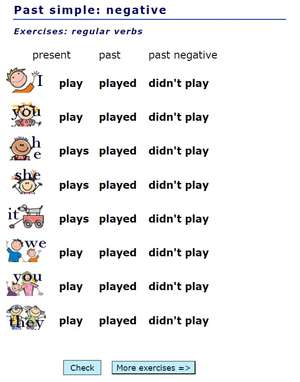 Past simple: negative
Exercises: regular verbs
present past past negative
I play played didn't play
you play played didn't play
he plays played didn't play
she plays played didn't play
it plays played didn't play
we play played didn't play
you play played didn't play
they play played didn't play
Check More exercises =>